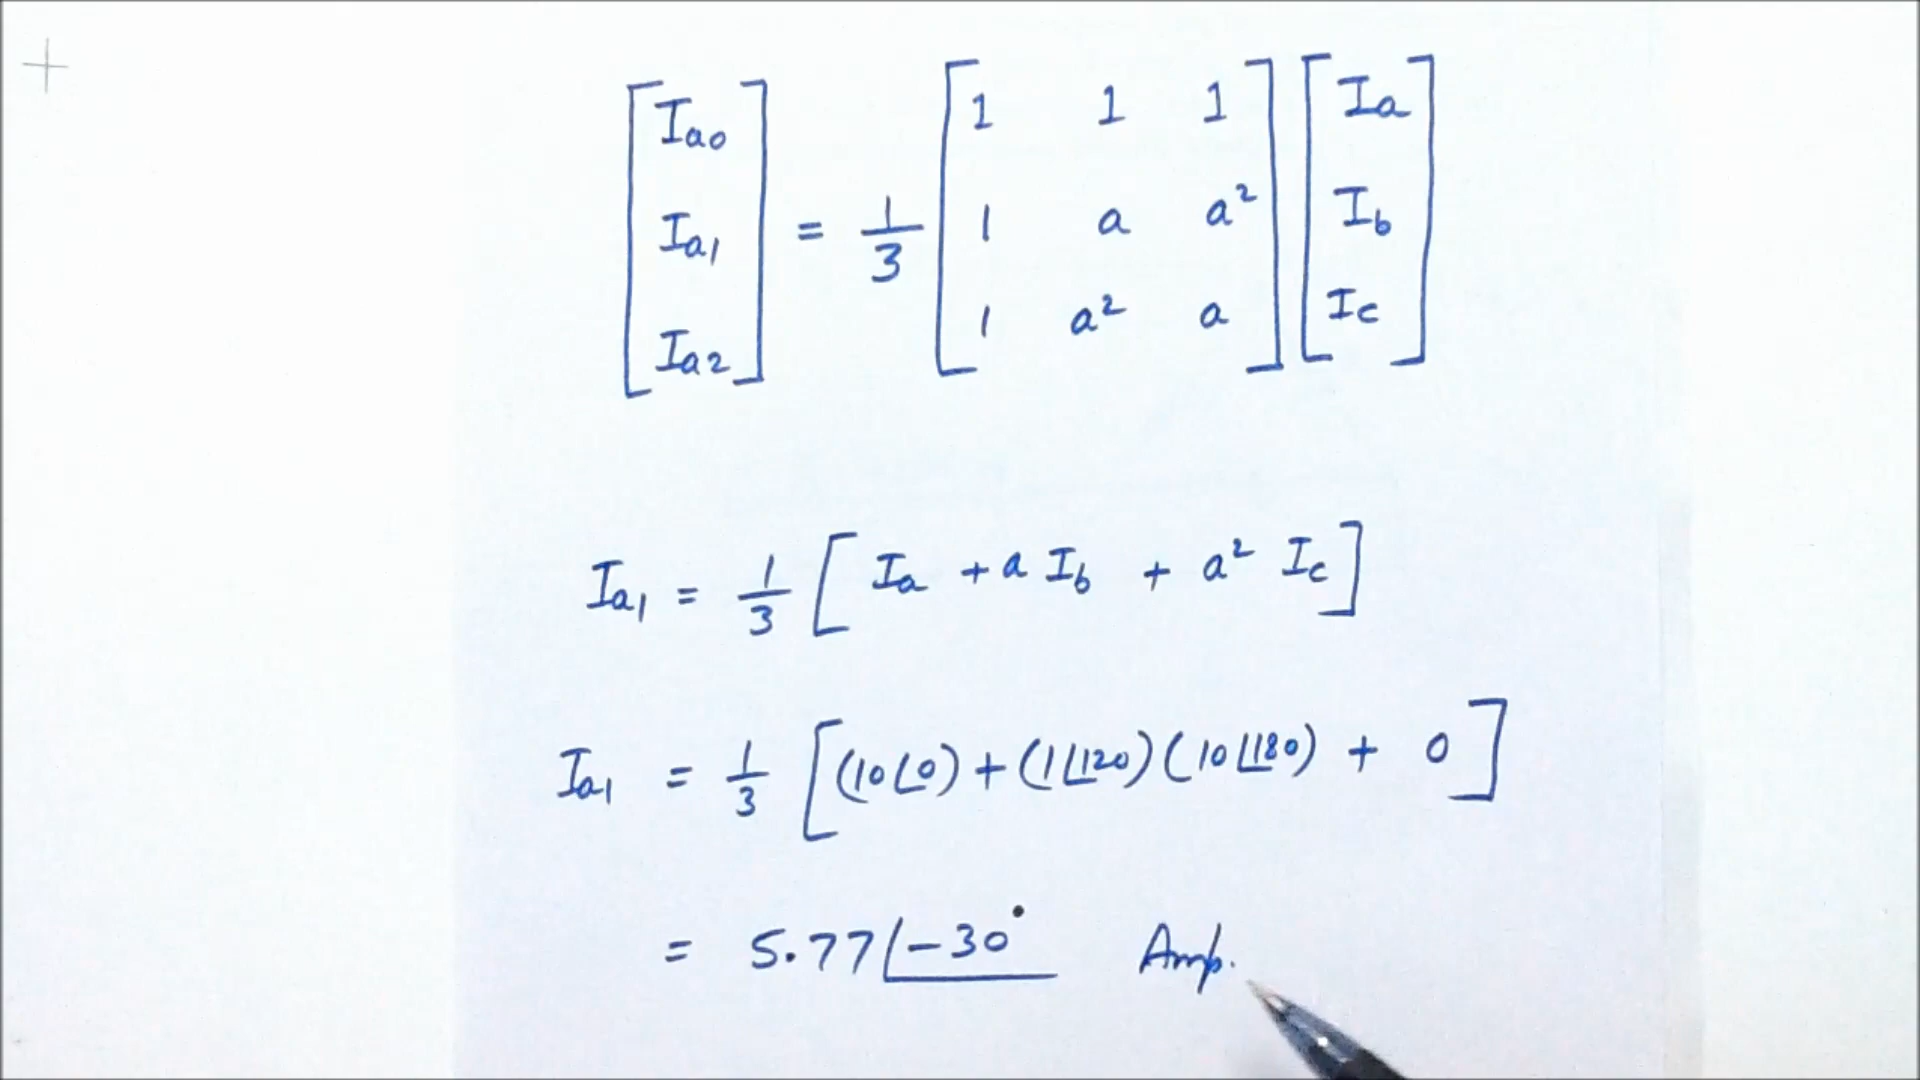 [Ia0 Ia1 Ia2] = 1/3 [1 1 1 1 a a² 1 a² a] [Ia Ib Ic]
Ia1 = 1/3 [Ia + a Ib + a² Ic]
Ia1 = 1/3 [(10∠0) + (1∠120)(10∠180) + 0]
= 5.77∠-30° Amp.